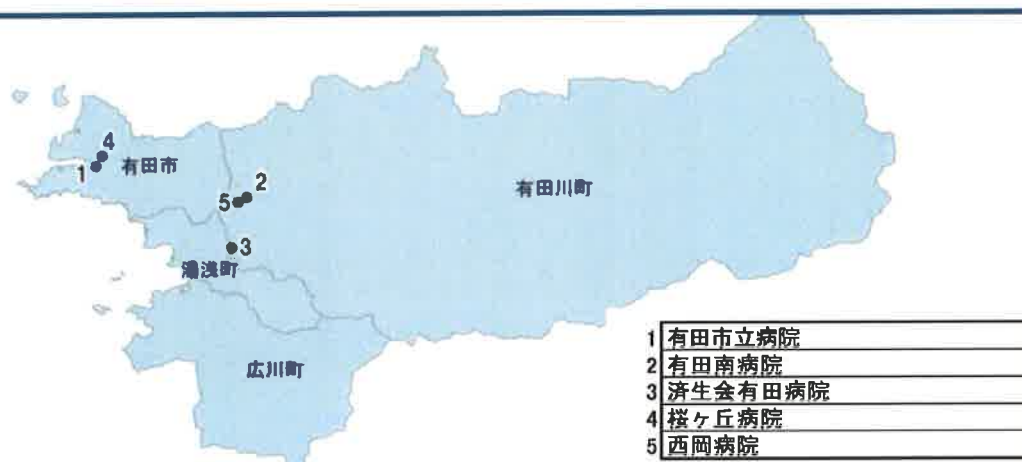 4
1
有田市
2
5
有田川町
3
湯浅町
広川町
1 有田市立病院
2 有田南病院
3 済生会有田病院
4 桜ヶ丘病院
5 西岡病院